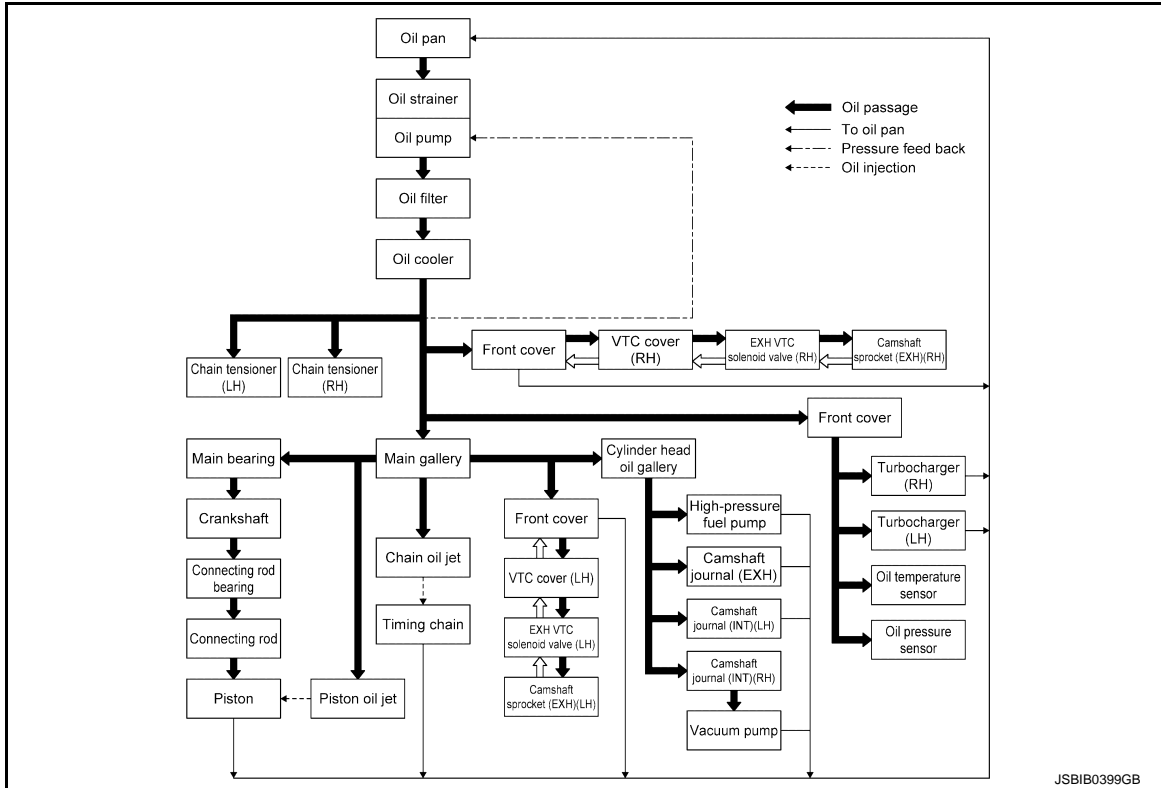 Oil pan
Oil strainer
Oil pump
Oil filter
Oil cooler
Oil passage
To oil pan
Pressure feed back
Oil injection
Chain tensioner
(LH)
Chain tensioner
(RH)
Front cover
VTC cover
(RH)
EXH VTC
solenoid valve (RH)
Camshaft
sprocket (EXH)(RH)
Front cover
Main bearing
Main gallery
Cylinder head
oil gallery
Turbocharger
(RH)
Crankshaft
Front cover
High-pressure
fuel pump
Turbocharger
(LH)
Chain oil jet
Camshaft
journal (EXH)
Connecting rod
bearing
VTC cover (LH)
Oil temperature
sensor
Timing chain
Camshaft
journal (INT)(LH)
Connecting rod
EXH VTC
solenoid valve (LH)
Oil pressure
sensor
Camshaft
journal (INT)(RH)
Piston
Piston oil jet
Camshaft
sprocket (EXH)(LH)
Vacuum pump
JSBIB0399GB